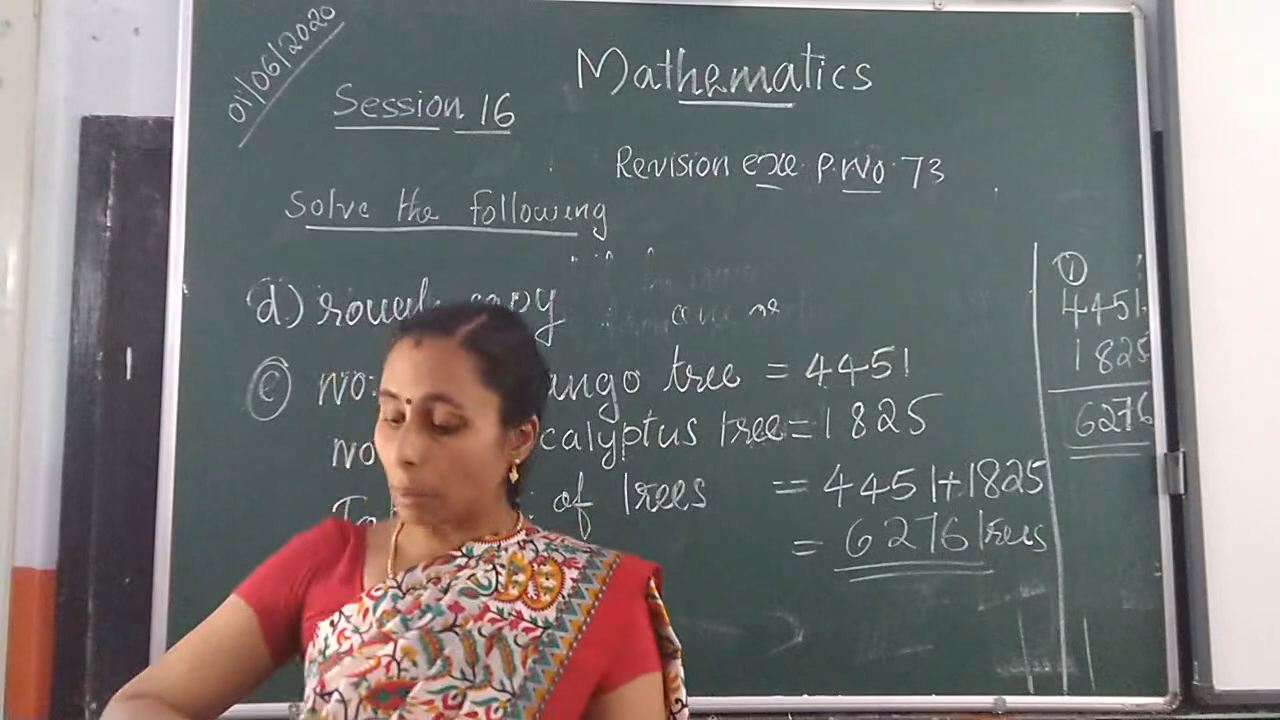 01/06/2020
Mathematics
Session 16
Revision exe. P.No. 73
Solve the following
d) rough copy
e) no: ango tree = 4451
no calyptus tree = 1825
of trees = 4451+1825
= 6276 trees
1
4451
1825
6276